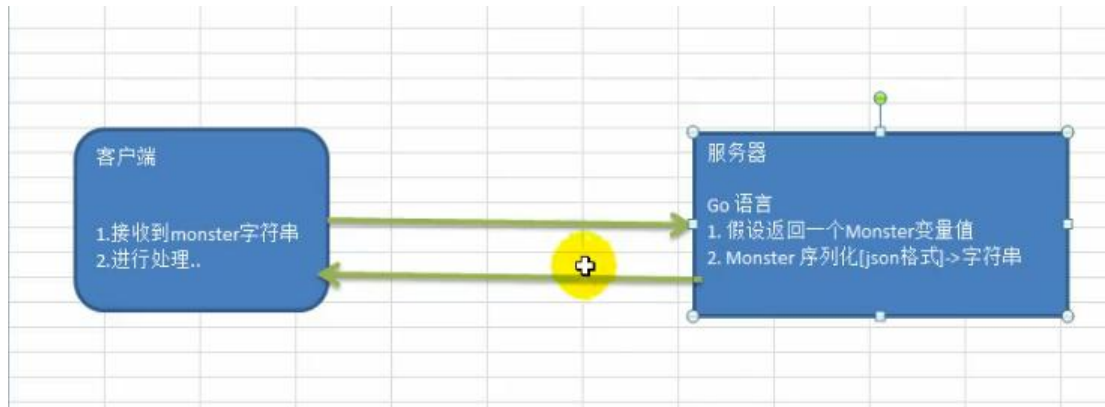 客户端
1.接收到monster字符串
2.进行处理..
服务器
Go 语言
1. 假设返回一个Monster变量值
2. Monster 序列化[json格式]->字符串